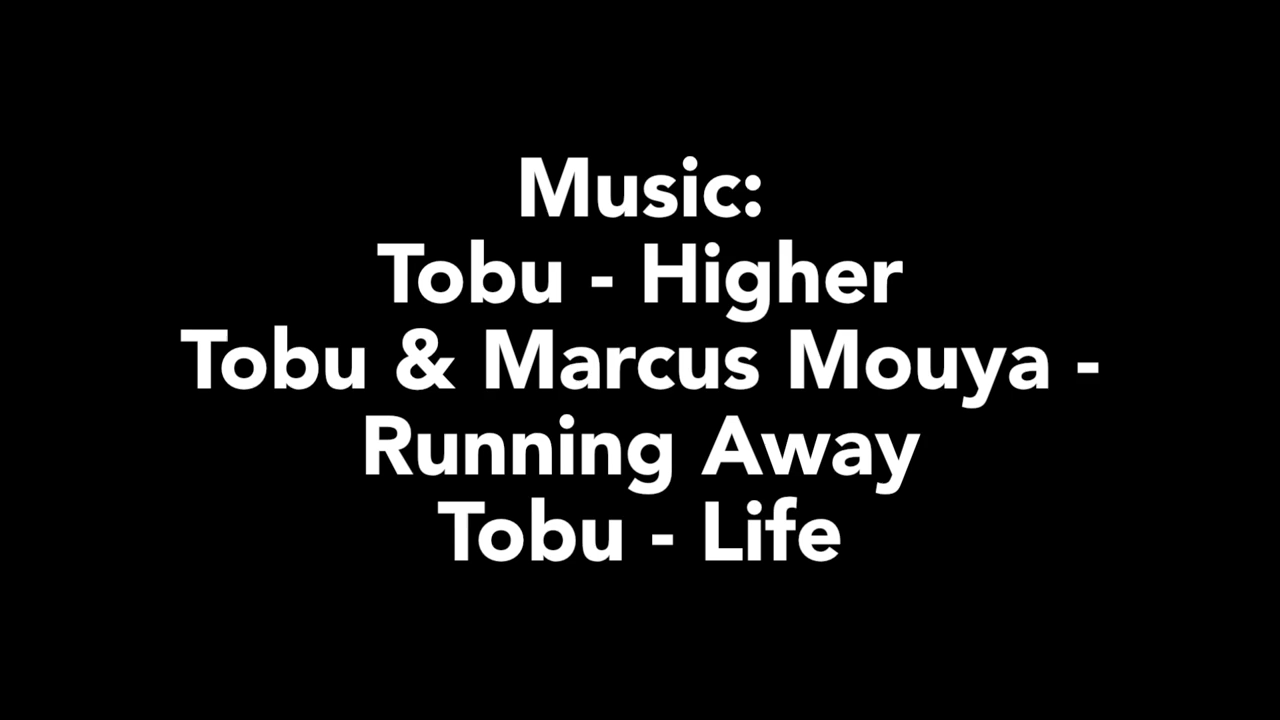 Music:
Tobu - Higher
Tobu & Marcus Mouya -
Running Away
Tobu - Life